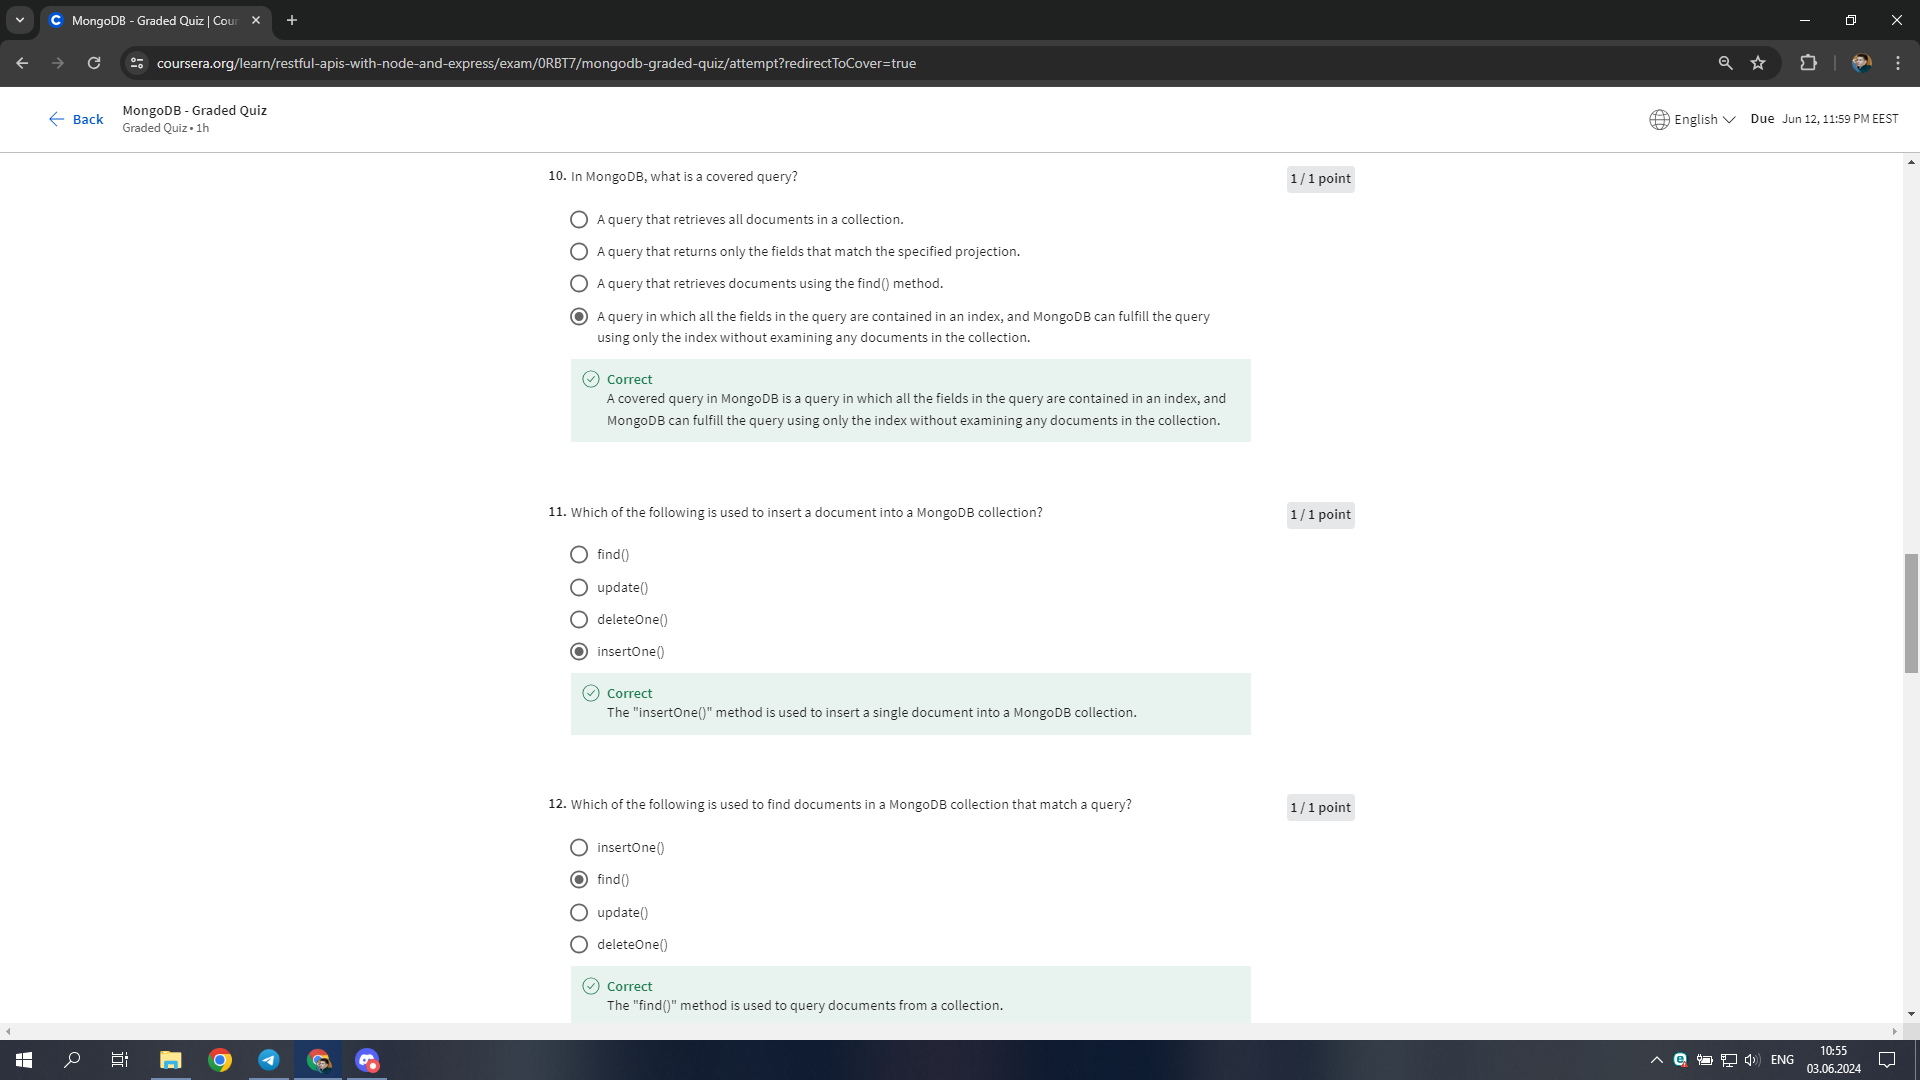 MongoDB - Graded Quiz | Cour
coursera.org/learn/restful-apis-with-node-and-express/exam/0RBT7/mongodb-graded-quiz/attempt?redirectToCover=true
Back
MongoDB - Graded Quiz
Graded Quiz • 1h
English
Due Jun 12, 11:59 PM EEST
10. In MongoDB, what is a covered query?
1 / 1 point
A query that retrieves all documents in a collection.
A query that returns only the fields that match the specified projection.
A query that retrieves documents using the find() method.
A query in which all the fields in the query are contained in an index, and MongoDB can fulfill the query
using only the index without examining any documents in the collection.
Correct
A covered query in MongoDB is a query in which all the fields in the query are contained in an index, and
MongoDB can fulfill the query using only the index without examining any documents in the collection.
11. Which of the following is used to insert a document into a MongoDB collection?
1 / 1 point
find()
update()
deleteOne()
insertOne()
Correct
The "insertOne()" method is used to insert a single document into a MongoDB collection.
12. Which of the following is used to find documents in a MongoDB collection that match a query?
1 / 1 point
insertOne()
find()
update()
deleteOne()
Correct
The "find()" method is used to query documents from a collection.
ENG
10:55
03.06.2024